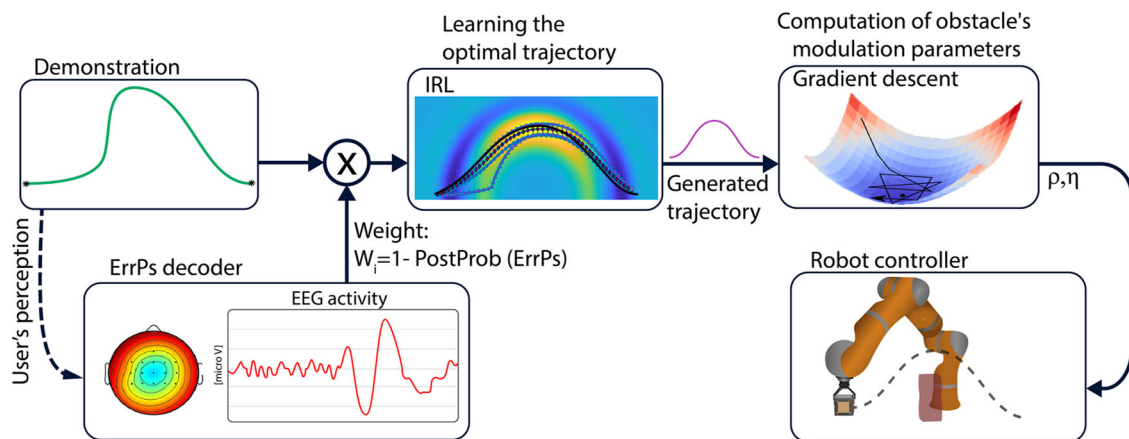 Demonstration
User's perception
ErrPs decoder
EEG activity
[micro V]
X
Weight:
W_i=1- PostProb (ErrPs)
Learning the
optimal trajectory
IRL
Generated
trajectory
Computation of obstacle's
modulation parameters
Gradient descent
ρ,η
Robot controller